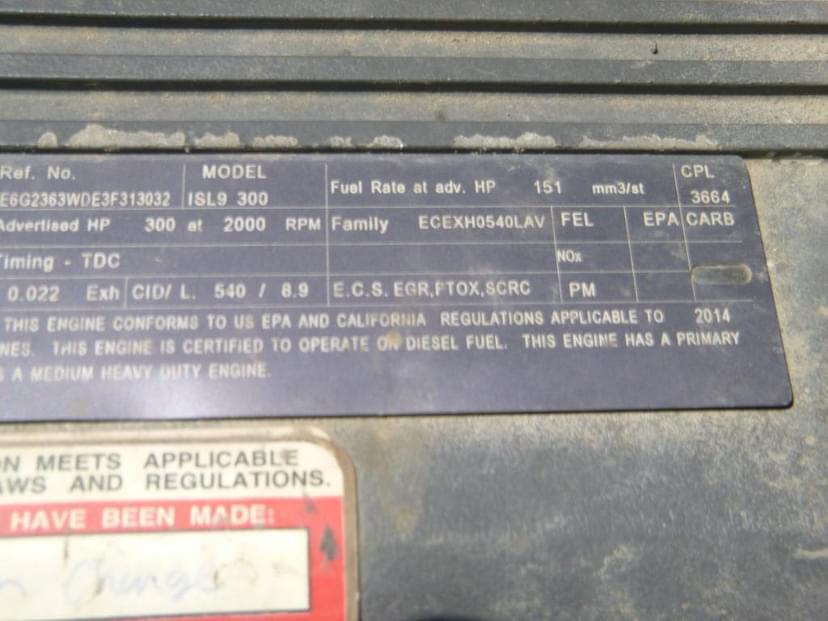 Ref. No. MODEL Fuel Rate at adv. HP 151 mm3/st CPL
E6G2363WDE3F313032 ISL9 300 3664
Advertised HP 300 at 2000 RPM Family ECEXH0540LAV FEL EPA CARB
Timing - TDC NOx
0.022 Exh CID/ L. 540 / 8.9 E.C.S. EGR,PTOX,SCRC PM
THIS ENGINE CONFORMS TO US EPA AND CALIFORNIA REGULATIONS APPLICABLE TO 2014
NES. THIS ENGINE IS CERTIFIED TO OPERATE ON DIESEL FUEL. THIS ENGINE HAS A PRIMARY
S A MEDIUM HEAVY DUTY ENGINE.
ON MEETS APPLICABLE
AWS AND REGULATIONS.
HAVE BEEN MADE: